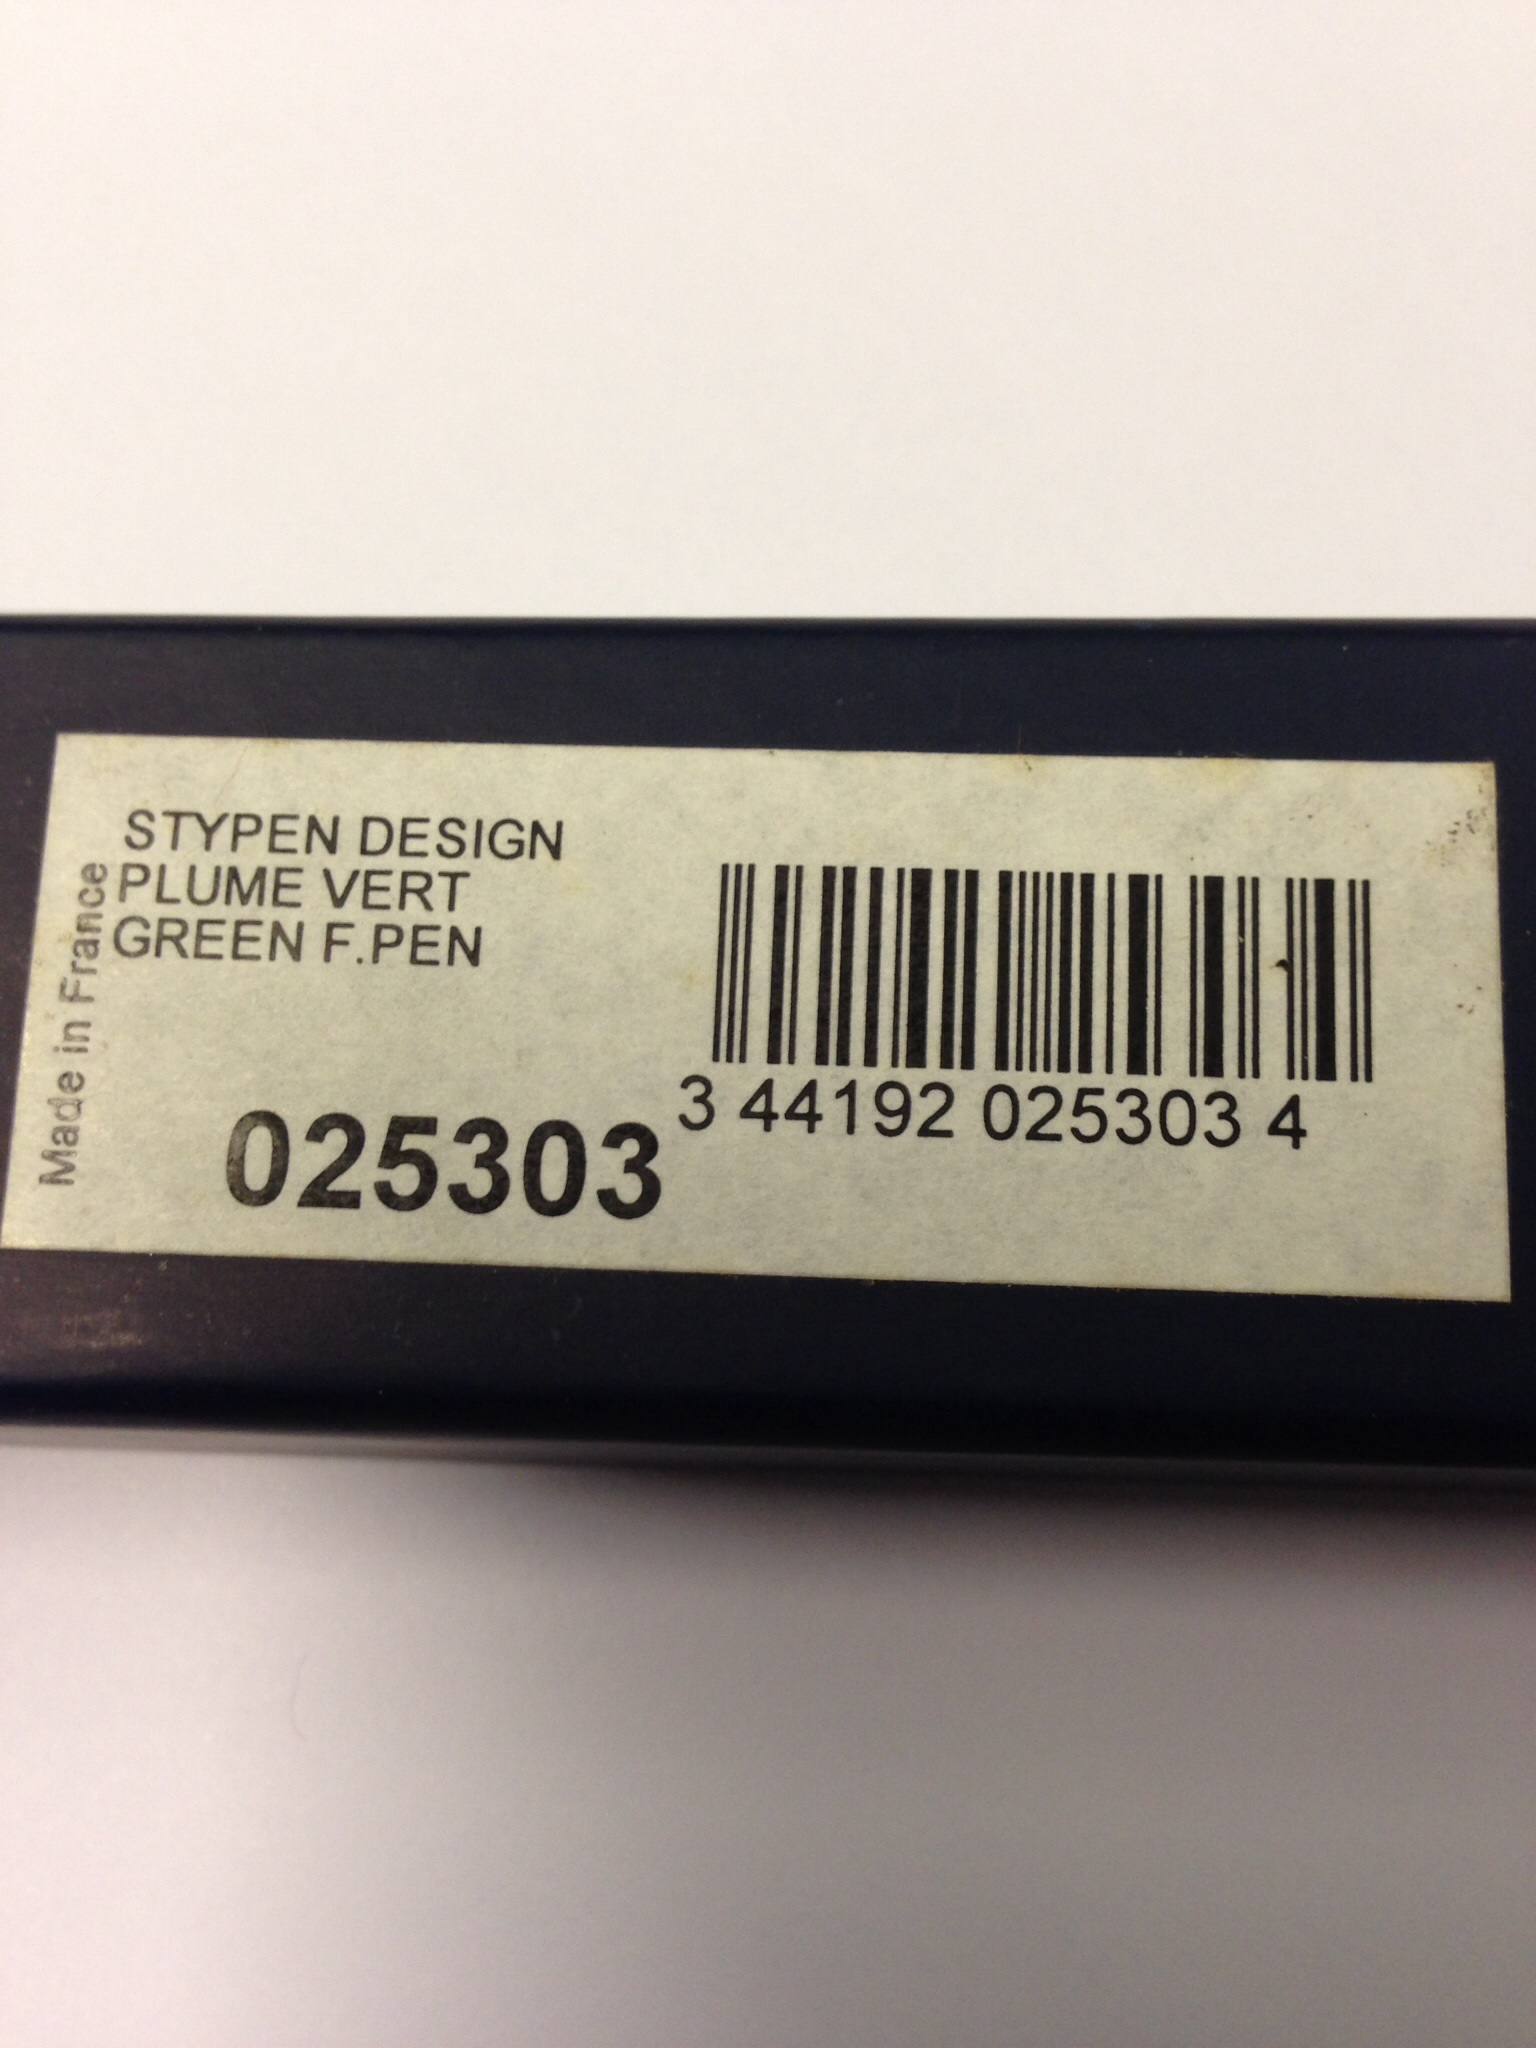 STYPEN DESIGN
PLUME VERT
GREEN F.PEN
Made in France
025303
3 44192 025303 4